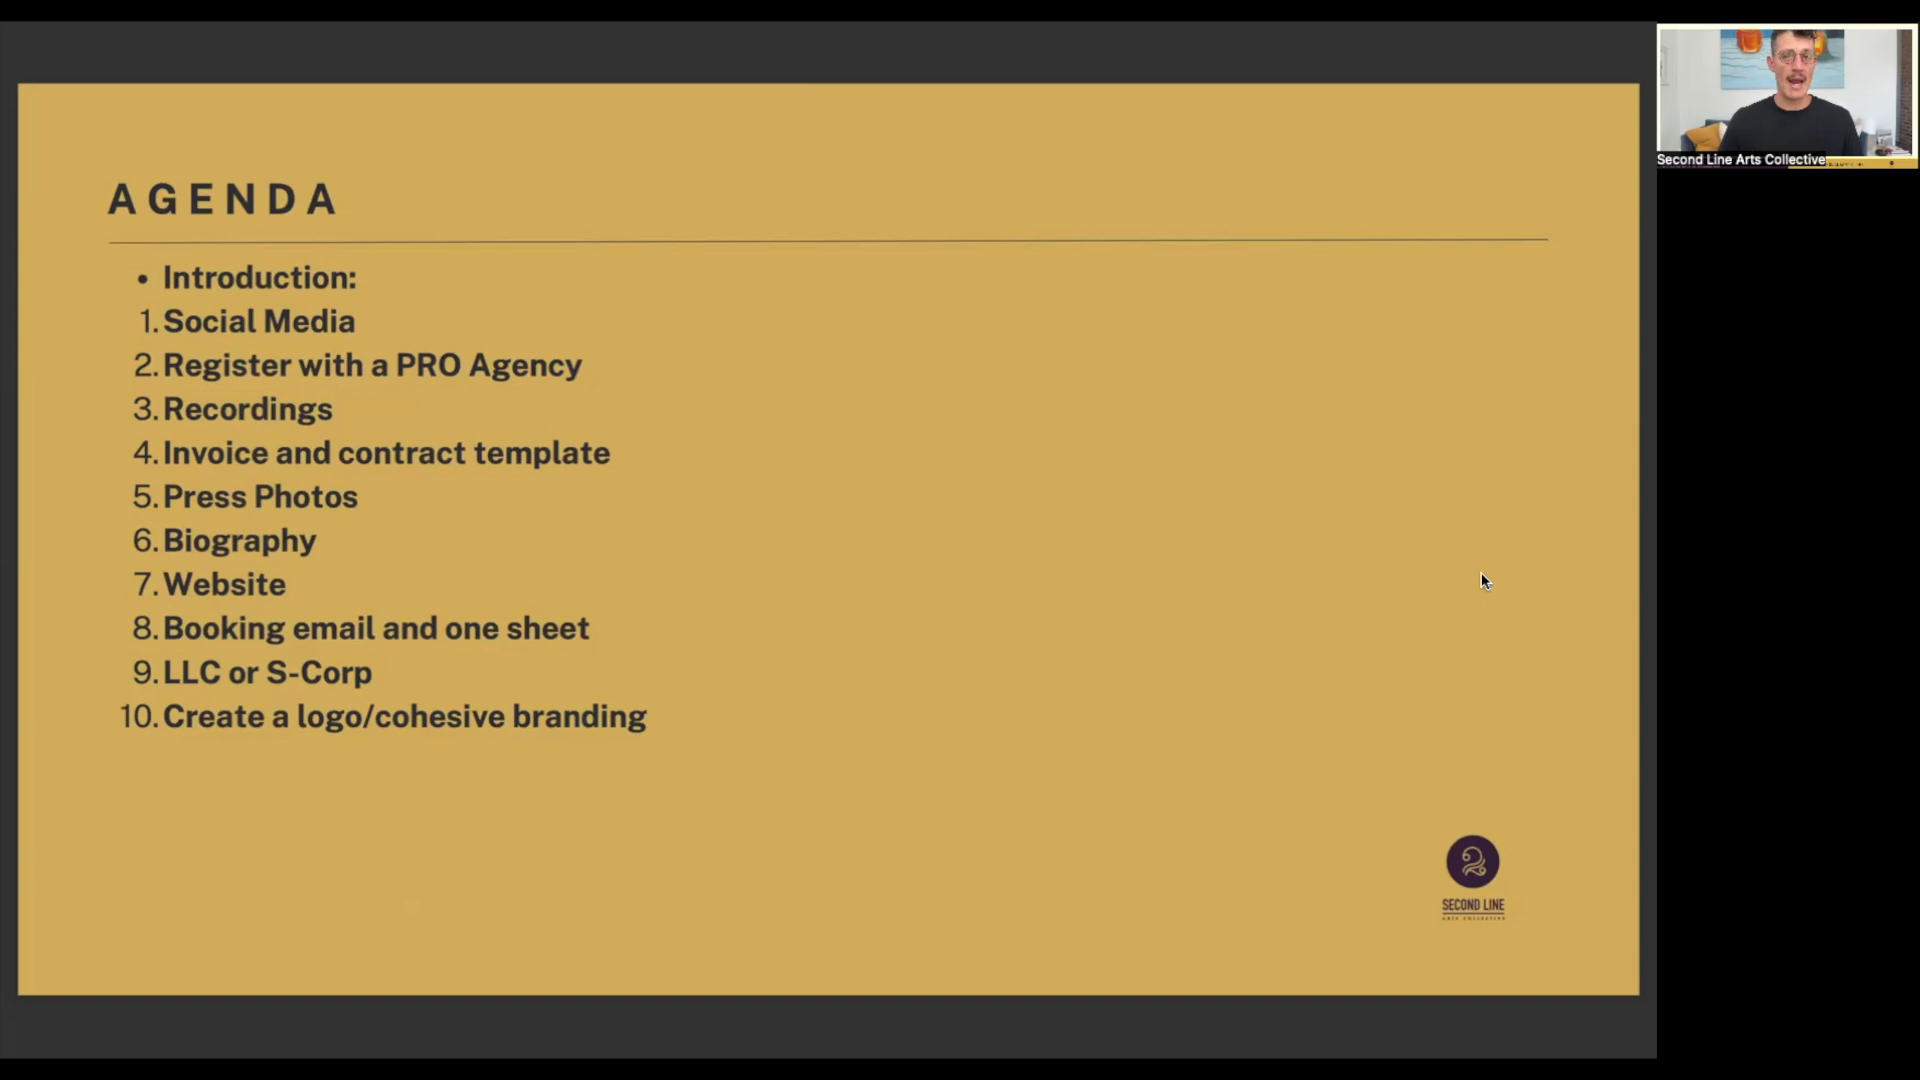 AGENDA
• Introduction:
1. Social Media
2. Register with a PRO Agency
3. Recordings
4. Invoice and contract template
5. Press Photos
6. Biography
7. Website
8. Booking email and one sheet
9. LLC or S-Corp
10. Create a logo/cohesive branding
SECOND LINE
ARTS COLLECTIVE
Second Line Arts Collective